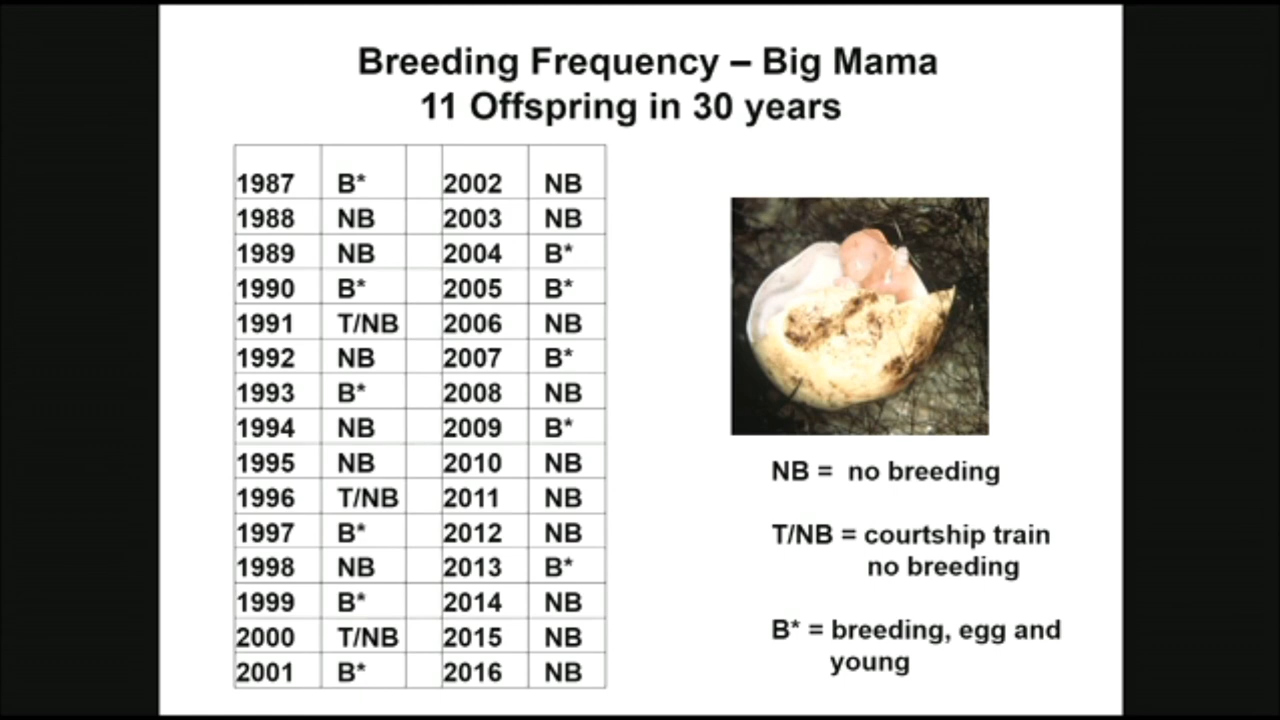 Breeding Frequency – Big Mama
11 Offspring in 30 years
1987 B* 2002 NB
1988 NB 2003 NB
1989 NB 2004 B*
1990 B* 2005 B*
1991 T/NB 2006 NB
1992 NB 2007 B*
1993 B* 2008 NB
1994 NB 2009 B*
1995 NB 2010 NB
1996 T/NB 2011 NB
1997 B* 2012 NB
1998 NB 2013 B*
1999 B* 2014 NB
2000 T/NB 2015 NB
2001 B* 2016 NB
NB = no breeding
T/NB = courtship train
no breeding
B* = breeding, egg and
young